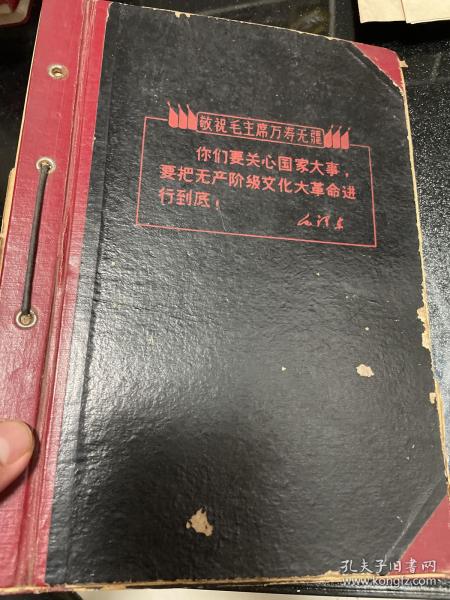 敬祝毛主席万寿无疆
你们要关心国家大事，
要把无产阶级文化大革命进
行到底！
毛泽东
孔夫子旧书网
www.kongfz.com